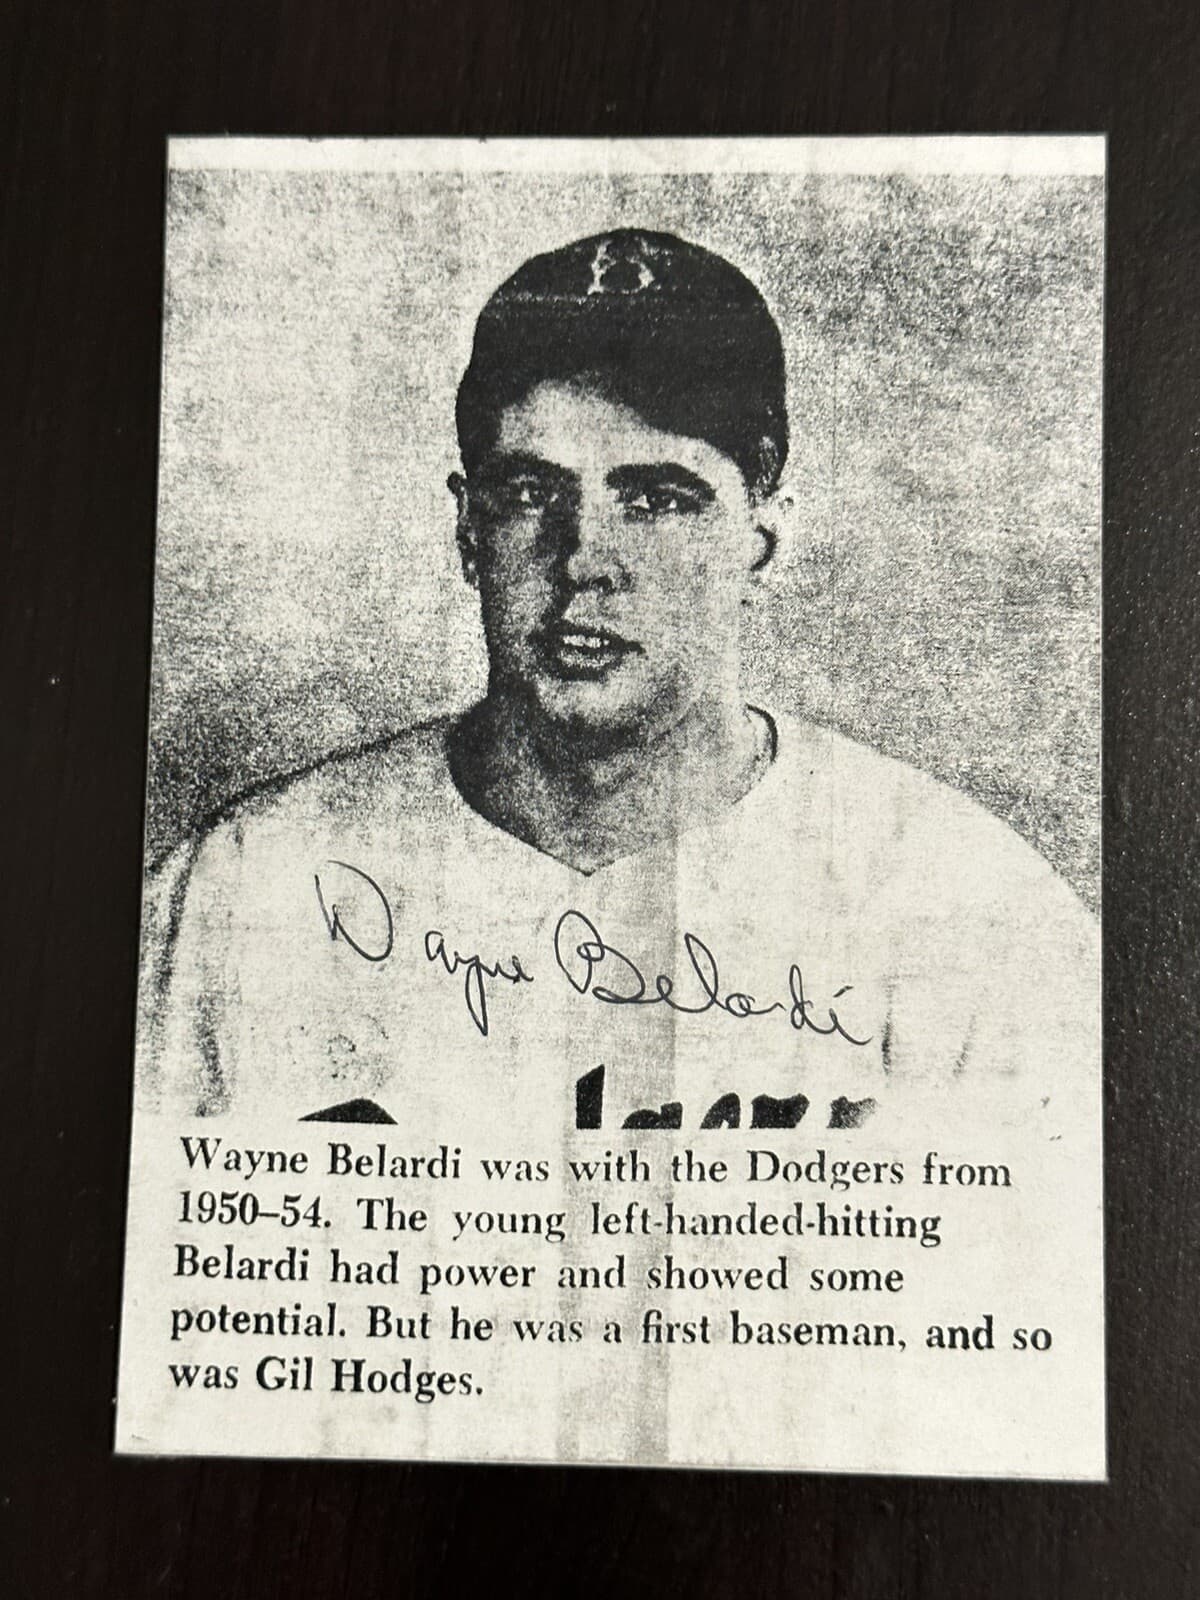 B
Wayne Belardi
Wayne Belardi was with the Dodgers from
1950–54. The young left-handed-hitting
Belardi had power and showed some
potential. But he was a first baseman, and so
was Gil Hodges.